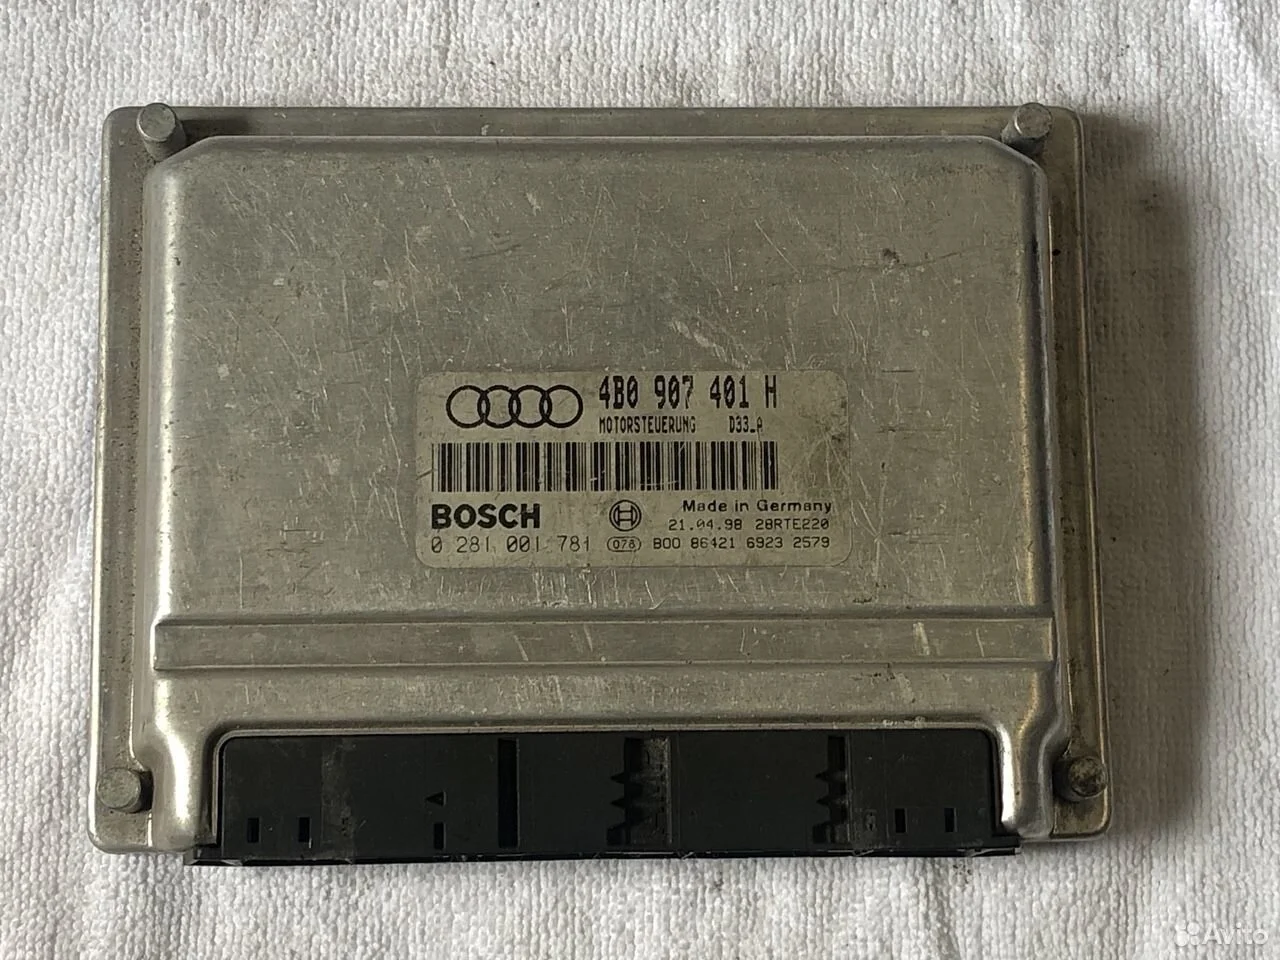 4B0 907 401 H
MOTORSTEUERUNG D33_A
BOSCH Made in Germany
21.04.98 28RTE220
0 281 001 781 078 B00 86421 6923 2579
Avito